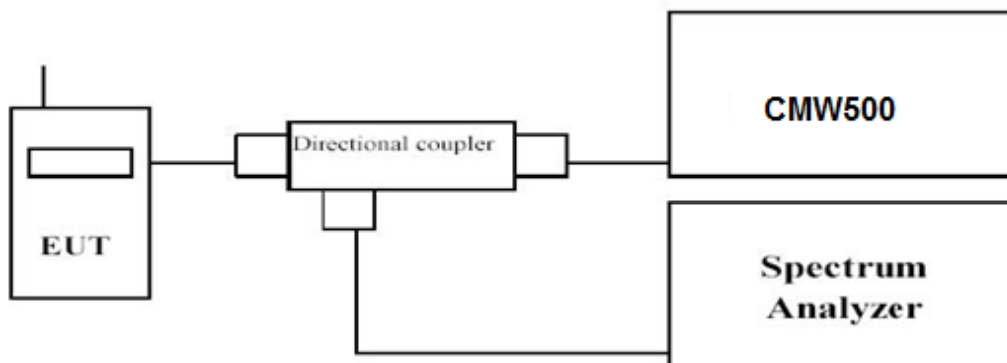 EUT
Directional coupler
CMW500
Spectrum
Analyzer